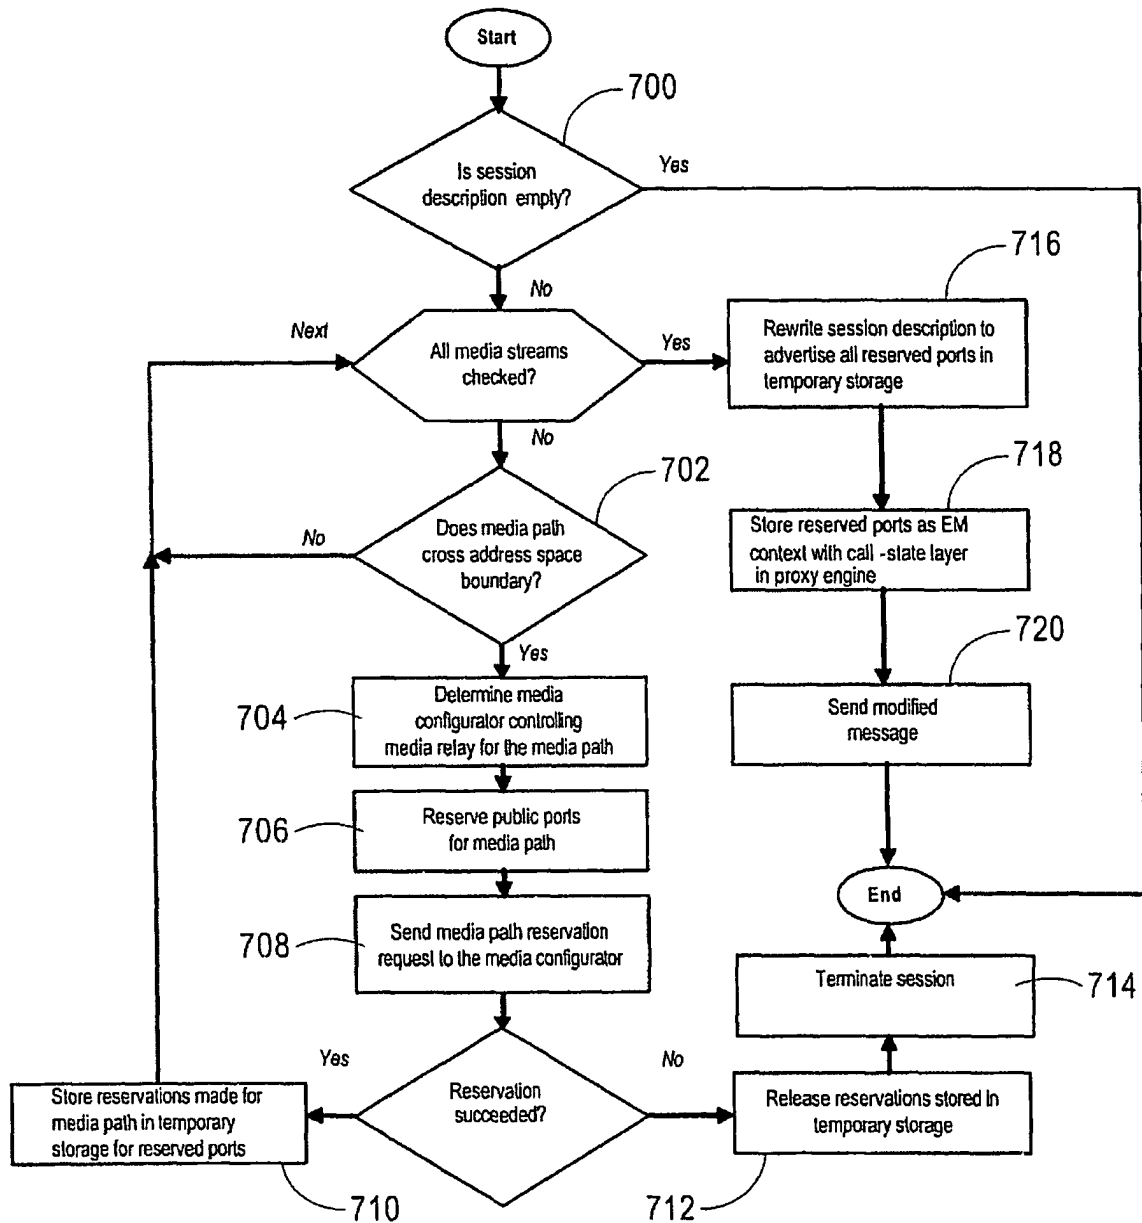 Start
700
Is session
description empty?
Yes
No
716
Next
All media streams
checked?
Yes
Rewrite session description to
advertise all reserved ports in
temporary storage
No
702
718
Does media path
cross address space
boundary?
No
Store reserved ports as EM
context with call -state layer
in proxy engine
Yes
720
704
Determine media
configurator controlling
media relay for the media path
Send modified
message
706
Reserve public ports
for media path
End
708
Send media path reservation
request to the media configurator
Terminate session
714
Yes
No
Reservation
succeeded?
Store reservations made for
media path in temporary
storage for reserved ports
Release reservations stored in
temporary storage
710
712